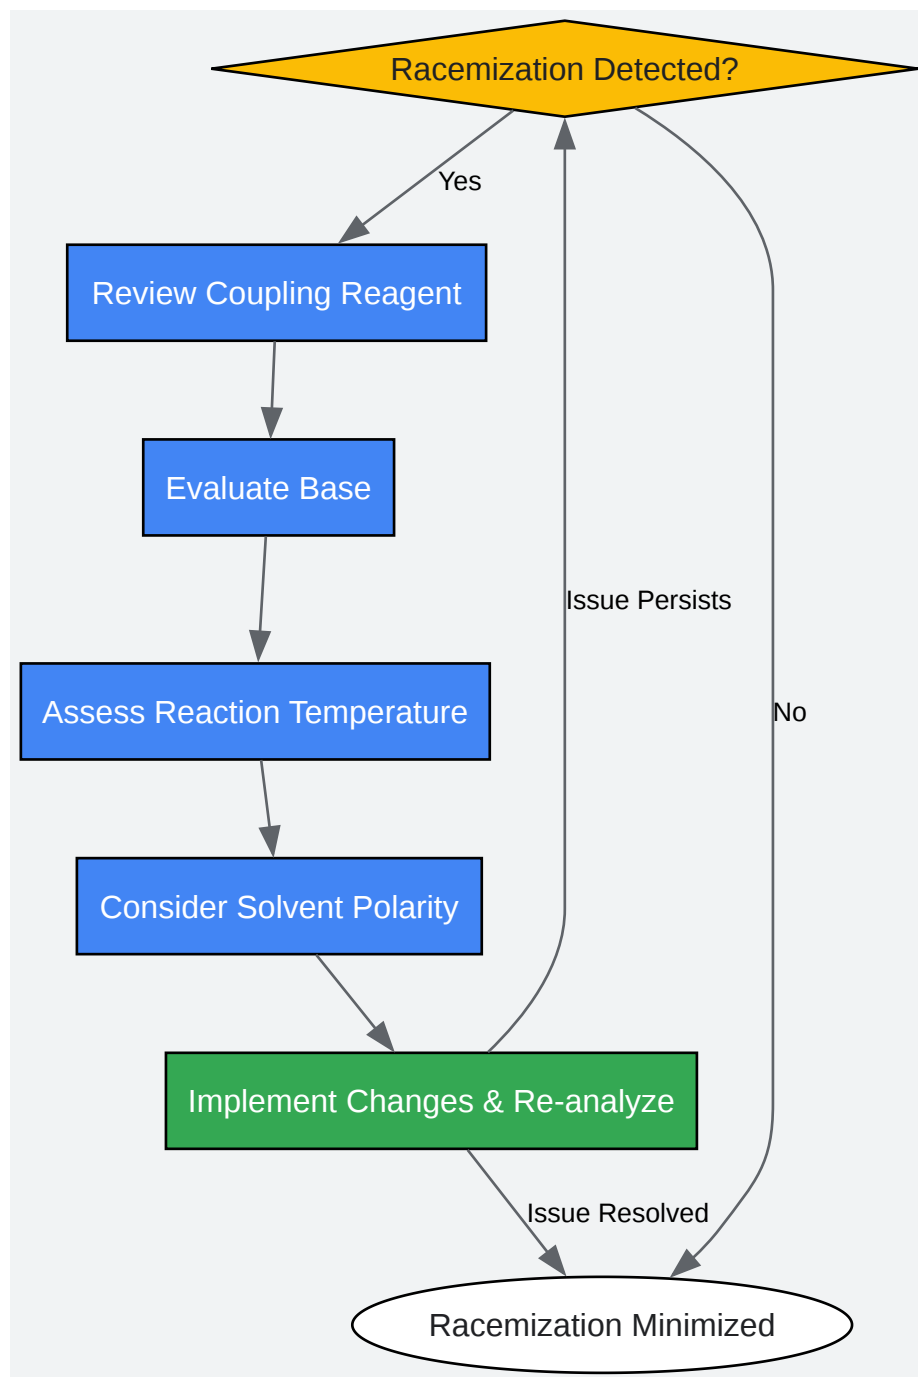 Racemization Detected?
Yes
Review Coupling Reagent
Evaluate Base
Issue Persists
Assess Reaction Temperature
No
Consider Solvent Polarity
Implement Changes & Re-analyze
Issue Resolved
Racemization Minimized